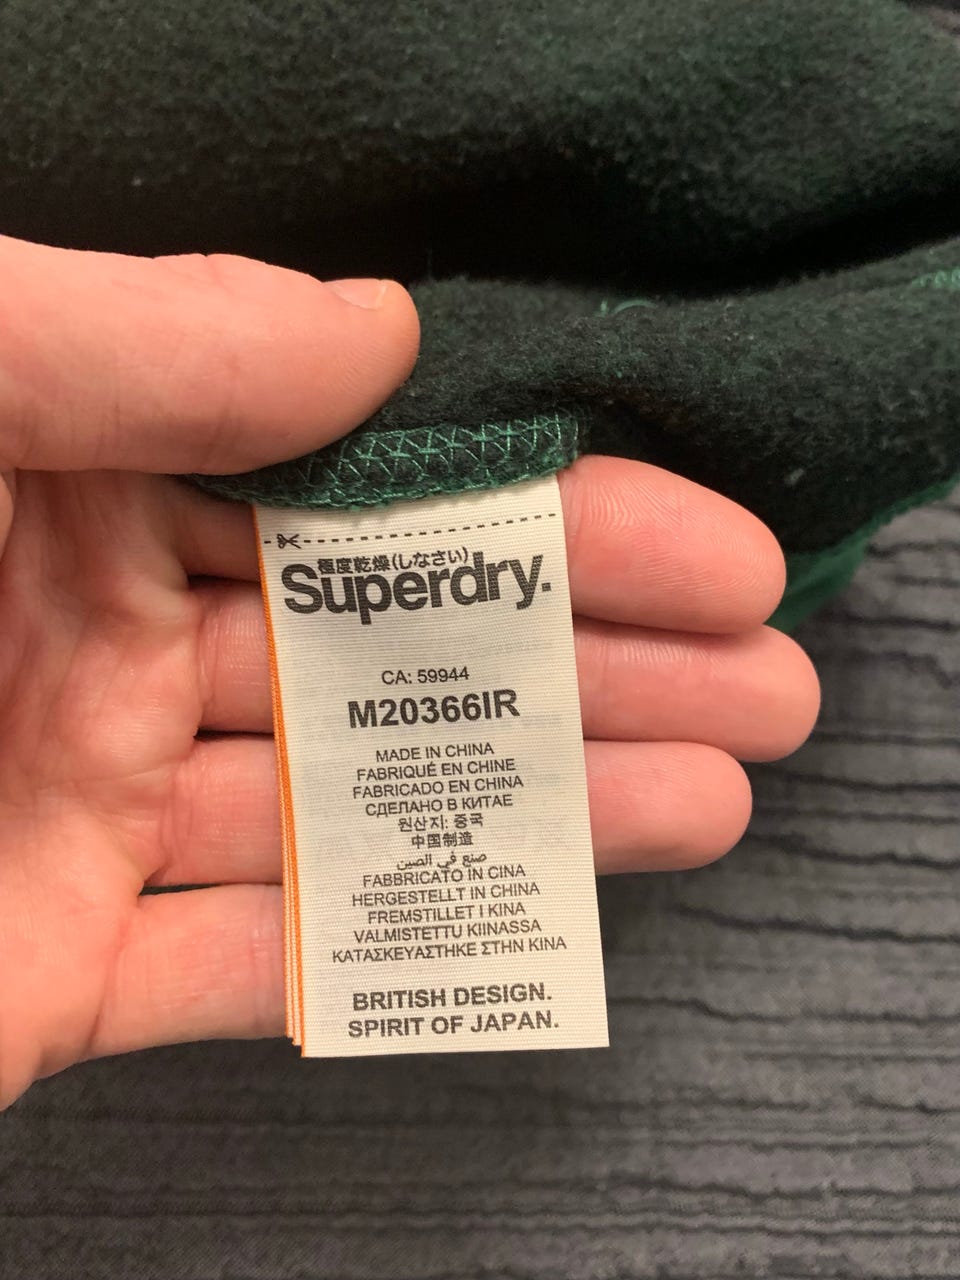 極度乾燥(しなさい)
Superdry.
CA: 59944
M20366IR
MADE IN CHINA
FABRIQUÉ EN CHINE
FABRICADO EN CHINA
СДЕЛАНО В КИТАЕ
원산지: 중국
中国制造
صنع في الصين
FABBRICATO IN CINA
HERGESTELLT IN CHINA
FREMSTILLET I KINA
VALMISTETTU KIINASSA
ΚΑΤΑΣΚΕΥΑΣΤΗΚΕ ΣΤΗΝ ΚΙΝΑ
BRITISH DESIGN.
SPIRIT OF JAPAN.